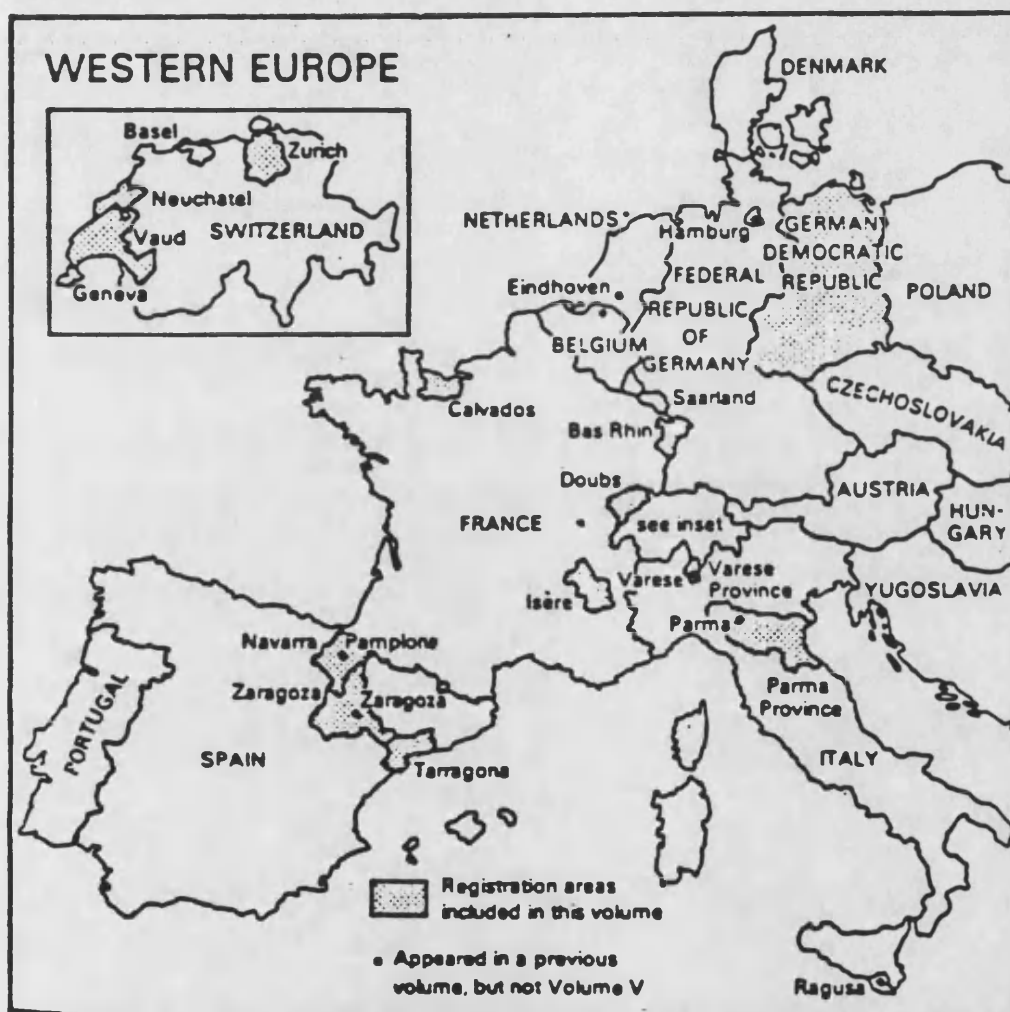 WESTERN EUROPE
Basel
Zurich
Neuchatel
Vaud
SWITZERLAND
Geneva
DENMARK
NETHERLANDS
Hamburg
GERMAN
DEMOCRATIC
REPUBLIC
FEDERAL
REPUBLIC
OF
GERMANY
POLAND
Eindhoven
BELGIUM
Saarland
CZECHOSLOVAKIA
Calvados
Bas Rhin
Doubs
AUSTRIA
HUN-
GARY
FRANCE
see inset
Varese
Varese
Province
YUGOSLAVIA
Isère
Parma
Parma
Province
Navarra
Pamplone
Zaragoza
Zaragoza
PORTUGAL
SPAIN
Tarragona
ITALY
Registration areas
included in this volume
• Appeared in a previous
volume, but not Volume V
Ragusa